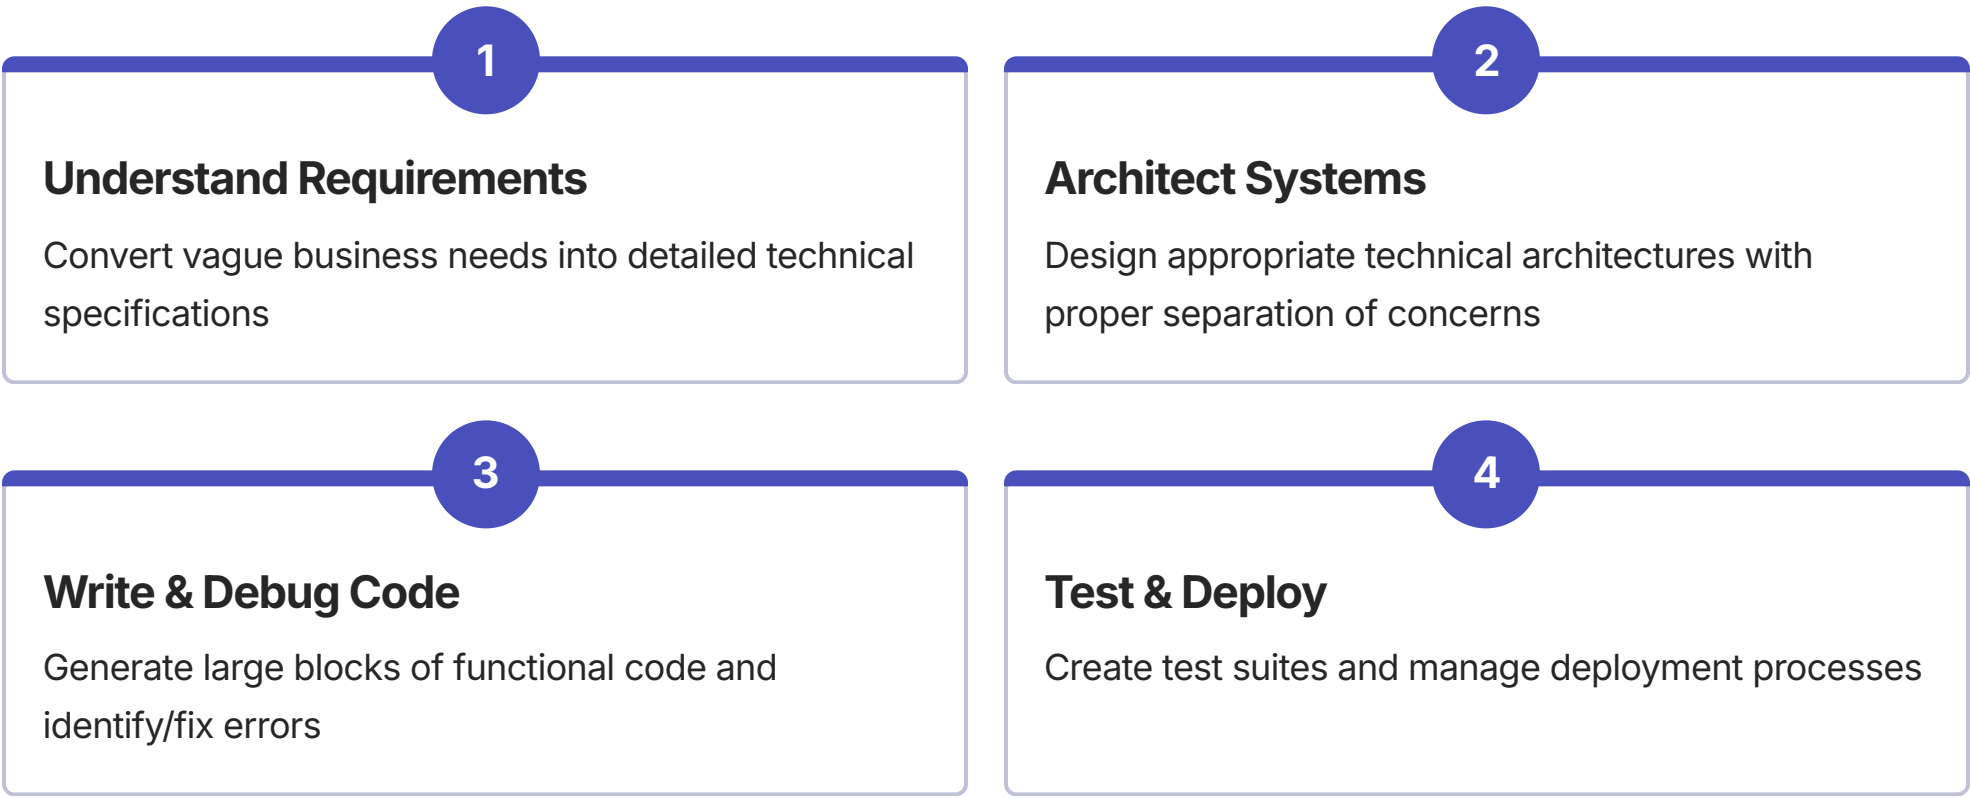 1
Understand Requirements
Convert vague business needs into detailed technical
specifications
2
Architect Systems
Design appropriate technical architectures with
proper separation of concerns
3
Write & Debug Code
Generate large blocks of functional code and
identify/fix errors
4
Test & Deploy
Create test suites and manage deployment processes